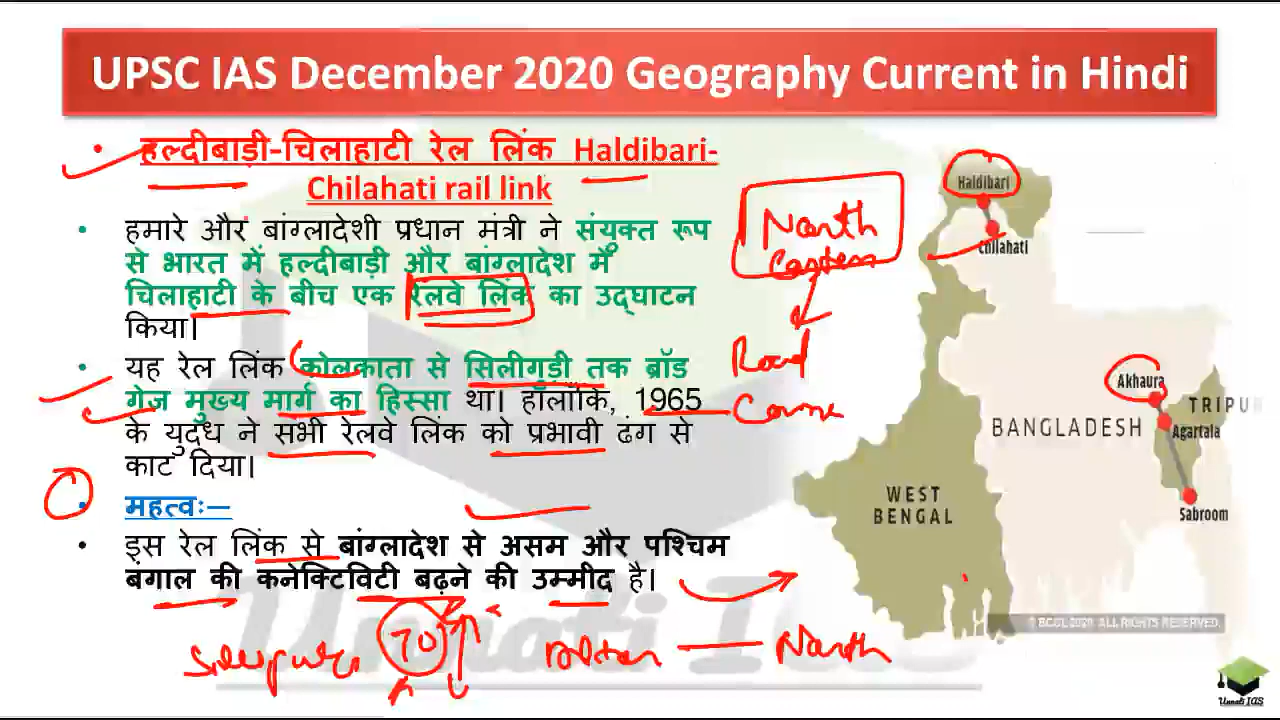 UPSC IAS December 2020 Geography Current in Hindi
• हल्दीबाड़ी-चिलाहाटी रेल लिंक Haldibari-
Chilahati rail link
• हमारे और बांग्लादेशी प्रधान मंत्री ने संयुक्त रूप
से भारत में हल्दीबाड़ी और बांग्लादेश में
चिलाहाटी के बीच एक रेलवे लिंक का उद्घाटन
किया।
• यह रेल लिंक कोलकाता से सिलीगुड़ी तक ब्रॉड
गेज मुख्य मार्ग का हिस्सा था। हालाँकि, 1965
के युद्ध ने सभी रेलवे लिंक को प्रभावी ढंग से
काट दिया।
• महत्वः—
• इस रेल लिंक से बांग्लादेश से असम और पश्चिम
बंगाल की कनेक्टिविटी बढ़ने की उम्मीद है।
70
North
North
Eastern
Road
Haldibari
Chilahati
Akhaura
TRIPUR
BANGLADESH
Agartala
WEST
BENGAL
Sabroom
© BCCL 2020. ALL RIGHTS RESERVED.
Unnati IAS
Unnati IAS